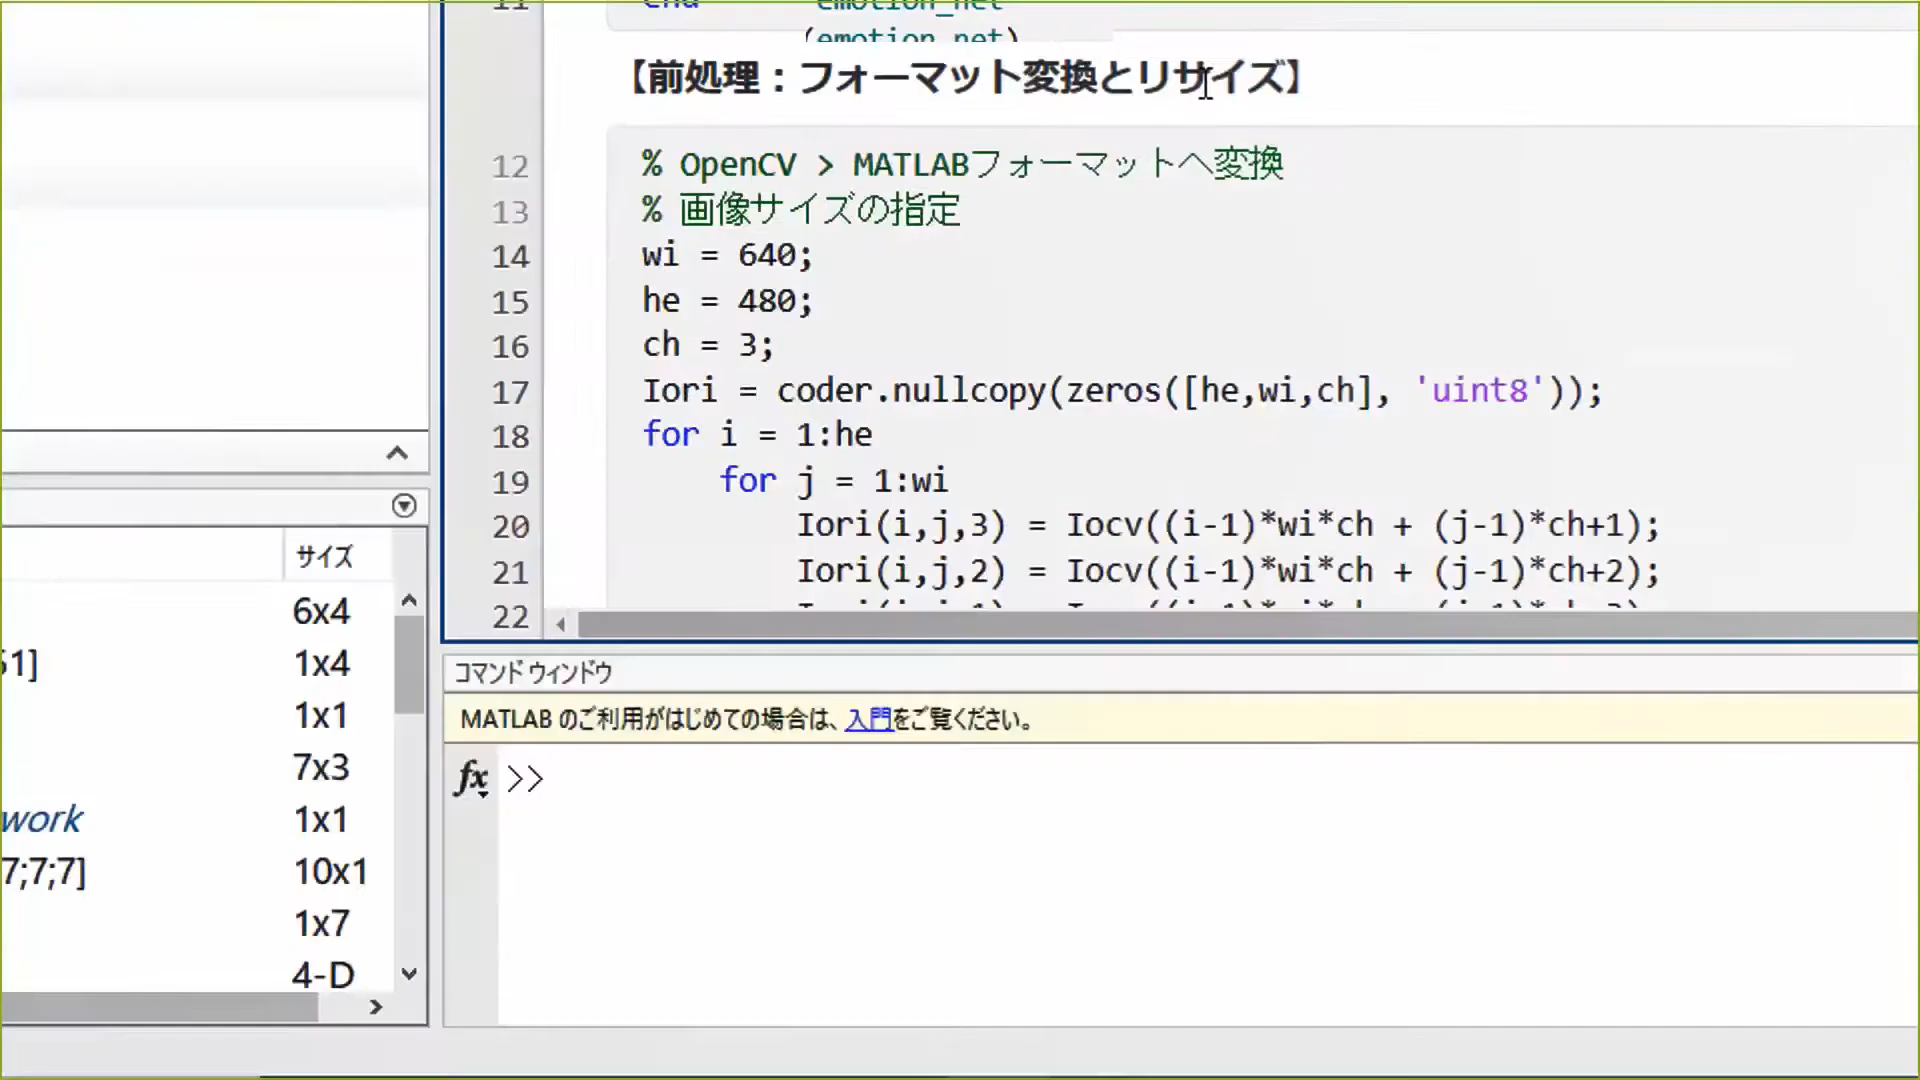 11 end emotion_net
(emotion_net)
【前処理：フォーマット変換とリサイズ】
12 % OpenCV > MATLABフォーマットへ変換
13 % 画像サイズの指定
14 wi = 640;
15 he = 480;
16 ch = 3;
17 Iori = coder.nullcopy(zeros([he,wi,ch], 'uint8'));
18 for i = 1:he
19 for j = 1:wi
20 Iori(i,j,3) = Iocv((i-1)*wi*ch + (j-1)*ch+1);
21 Iori(i,j,2) = Iocv((i-1)*wi*ch + (j-1)*ch+2);
22
サイズ
6x4
51] 1x4
1x1
7x3
work 1x1
7;7;7] 10x1
1x7
4-D
コマンド ウィンドウ
MATLAB のご利用がはじめての場合は、入門をご覧ください。
fx >>